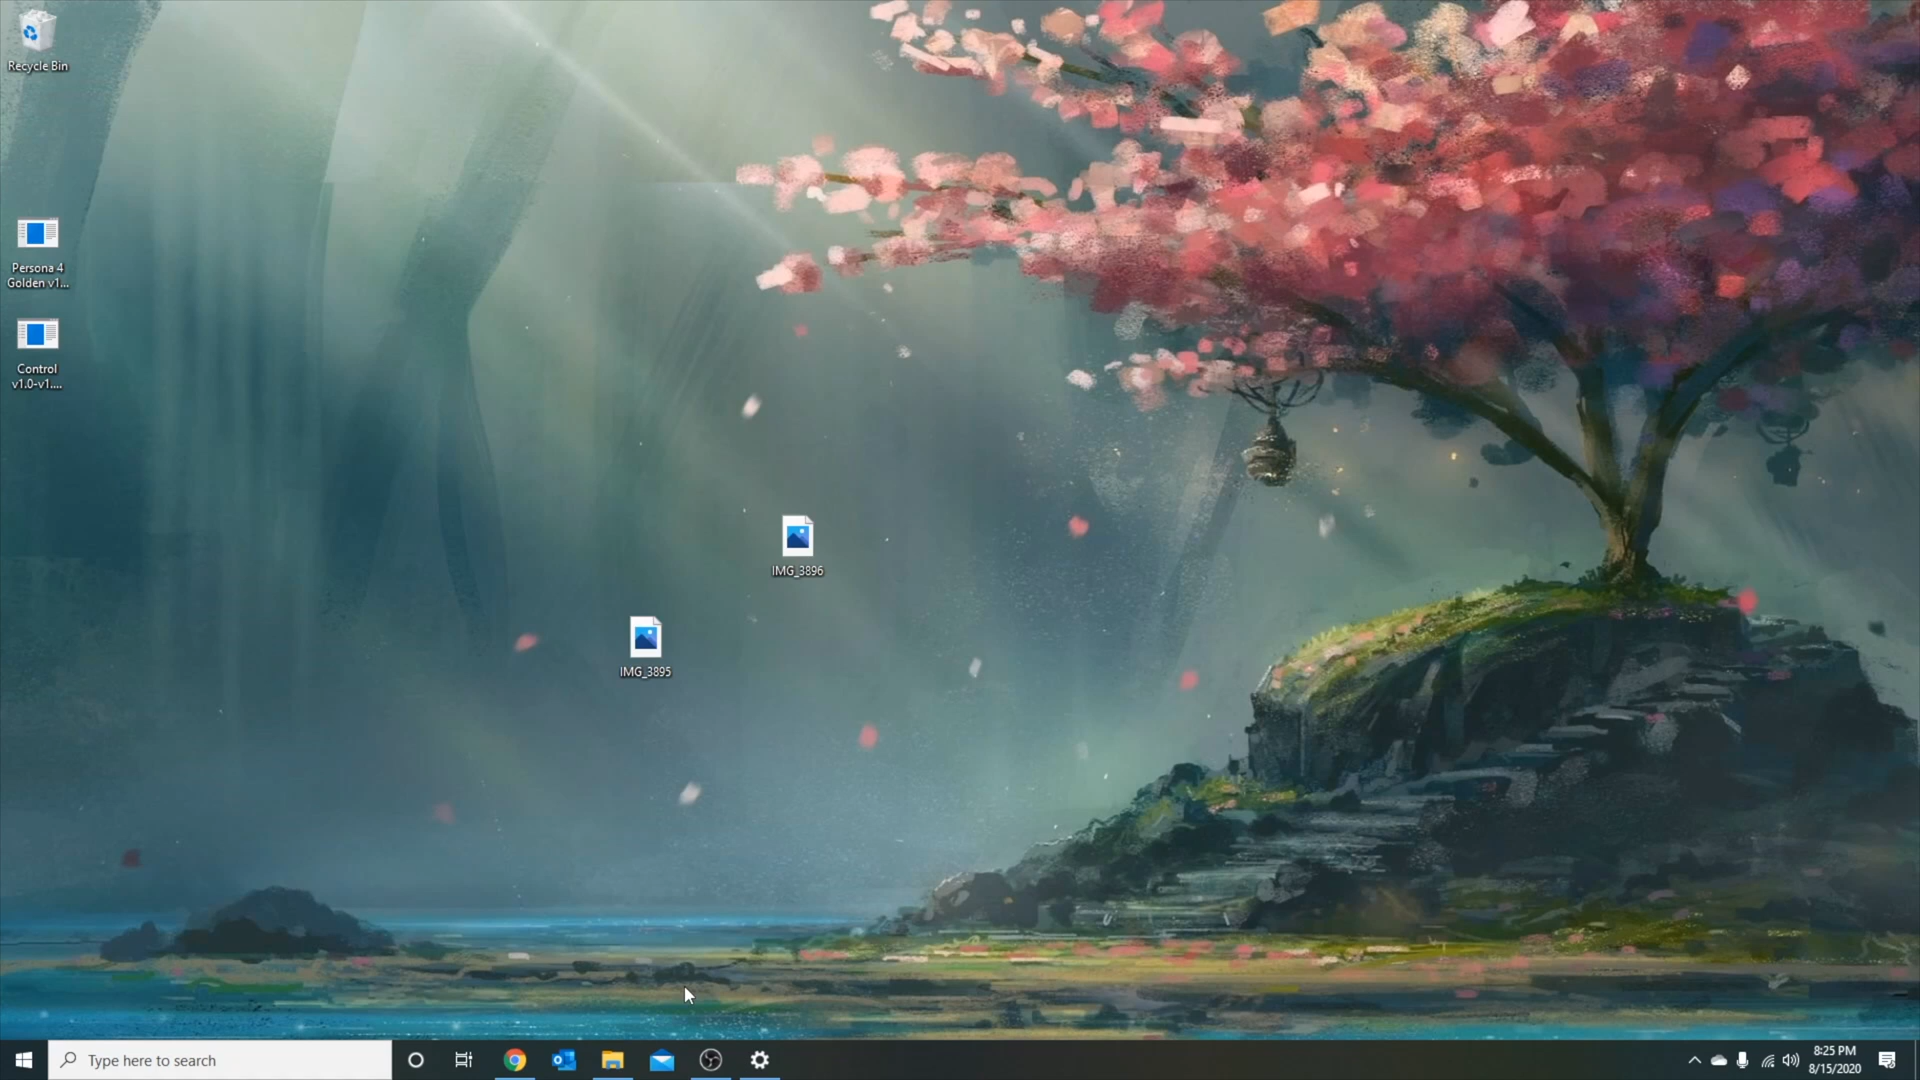 Recycle Bin
Persona 4
Golden v1...
Control
v1.0-v1....
IMG_3896
IMG_3895
Type here to search
8:25 PM
8/15/2020